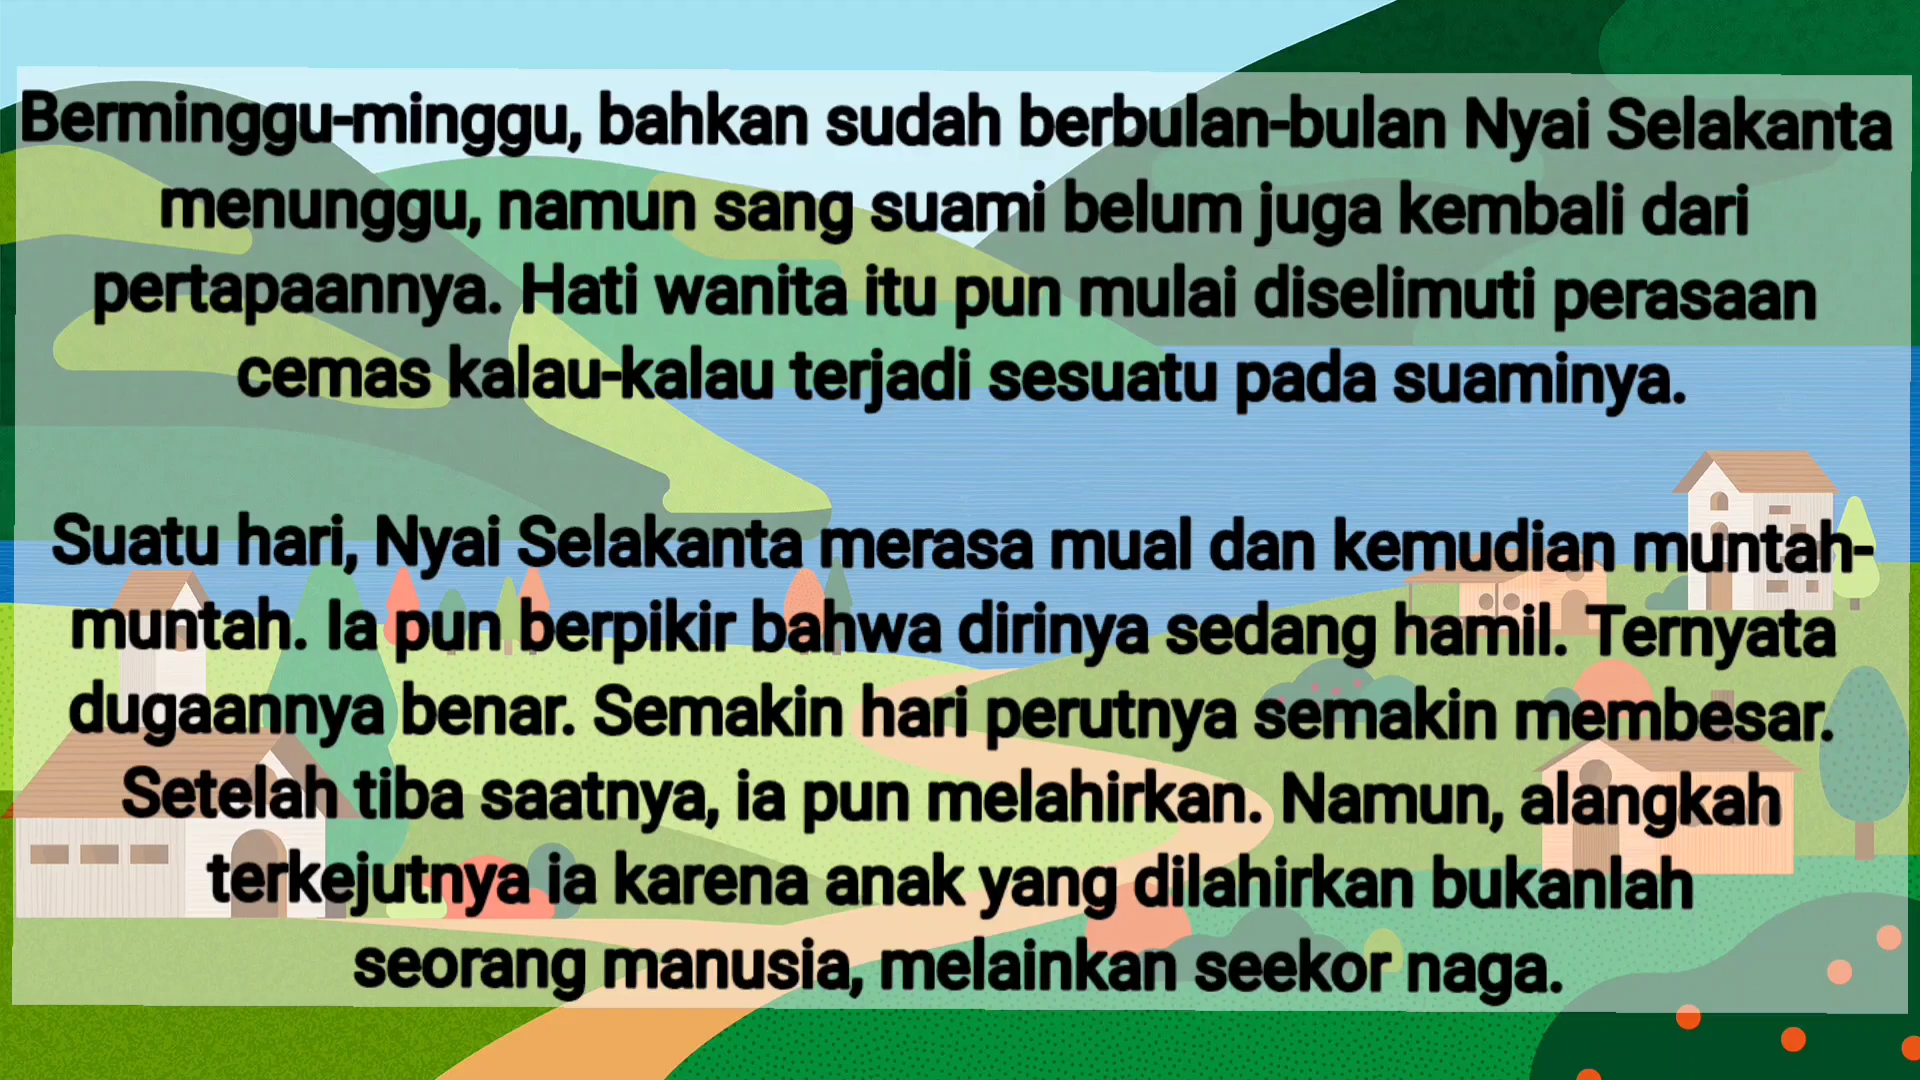 Berminggu-minggu, bahkan sudah berbulan-bulan Nyai Selakanta
menunggu, namun sang suami belum juga kembali dari
pertapaannya. Hati wanita itu pun mulai diselimuti perasaan
cemas kalau-kalau terjadi sesuatu pada suaminya.
Suatu hari, Nyai Selakanta merasa mual dan kemudian muntah-
muntah. Ia pun berpikir bahwa dirinya sedang hamil. Ternyata
dugaannya benar. Semakin hari perutnya semakin membesar.
Setelah tiba saatnya, ia pun melahirkan. Namun, alangkah
terkejutnya ia karena anak yang dilahirkan bukanlah
seorang manusia, melainkan seekor naga.